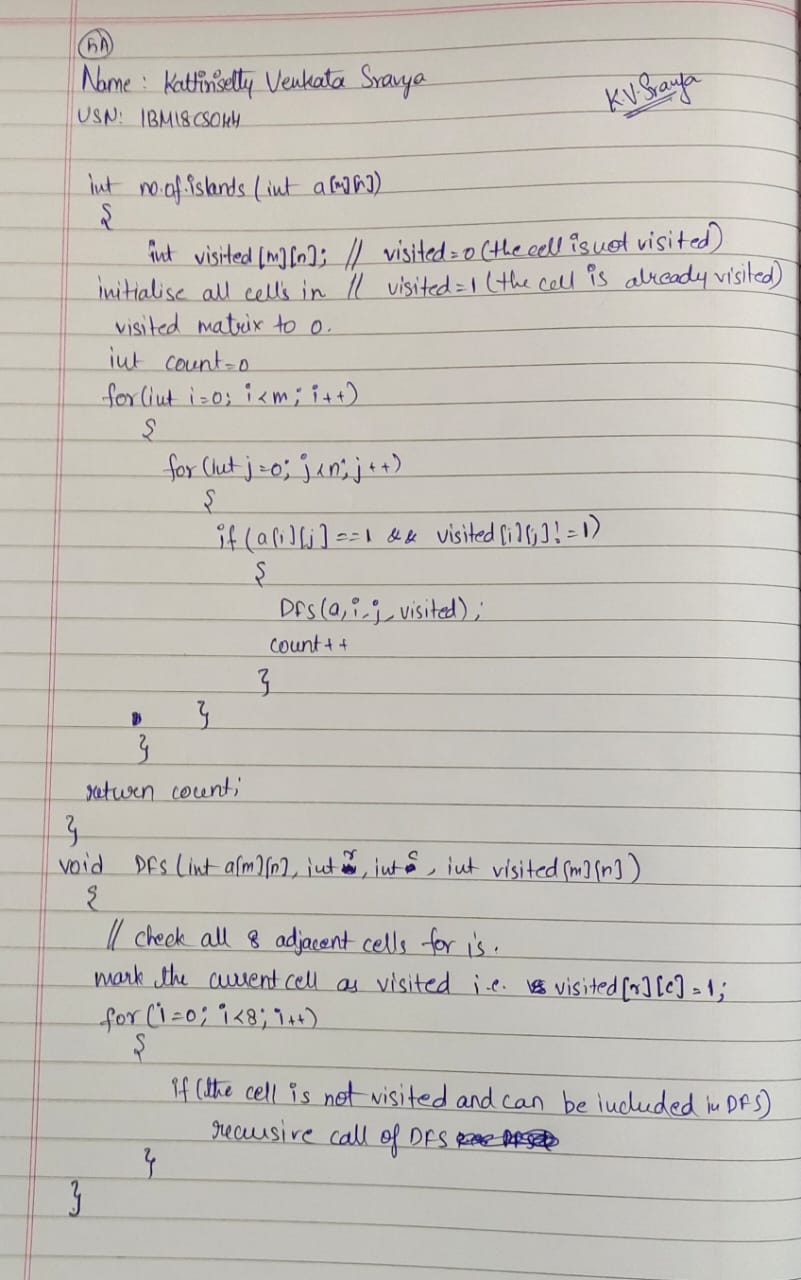 5A
Name : Kattiriselty Venkata Sravya
K.V.Sravya
USN: 1BM18CS044
int no.of.islands (int a[m][n])
{
int visited [m][n]; // visited=0 (the cell is not visited)
initialise all cells in // visited=1 (the cell is already visited)
visited matrix to 0.
int count=0
for(int i=0; i<m; i++)
{
for(int j=0; j<n; j++)
{
if (a[i][j]==1 && visited[i][j]!=1)
{
DFS(a,i,j,visited);
count++
}
}
}
return count;
}
void DFS (int a[m][n], int r, int c, int visited[m][n])
{
// check all 8 adjacent cells for 1s.
mark the current cell as visited i.e. visited[r][c]=1;
for(i=0; i<8; i++)
{
if (the cell is not visited and can be included in DFS)
recursive call of DFS
}
}